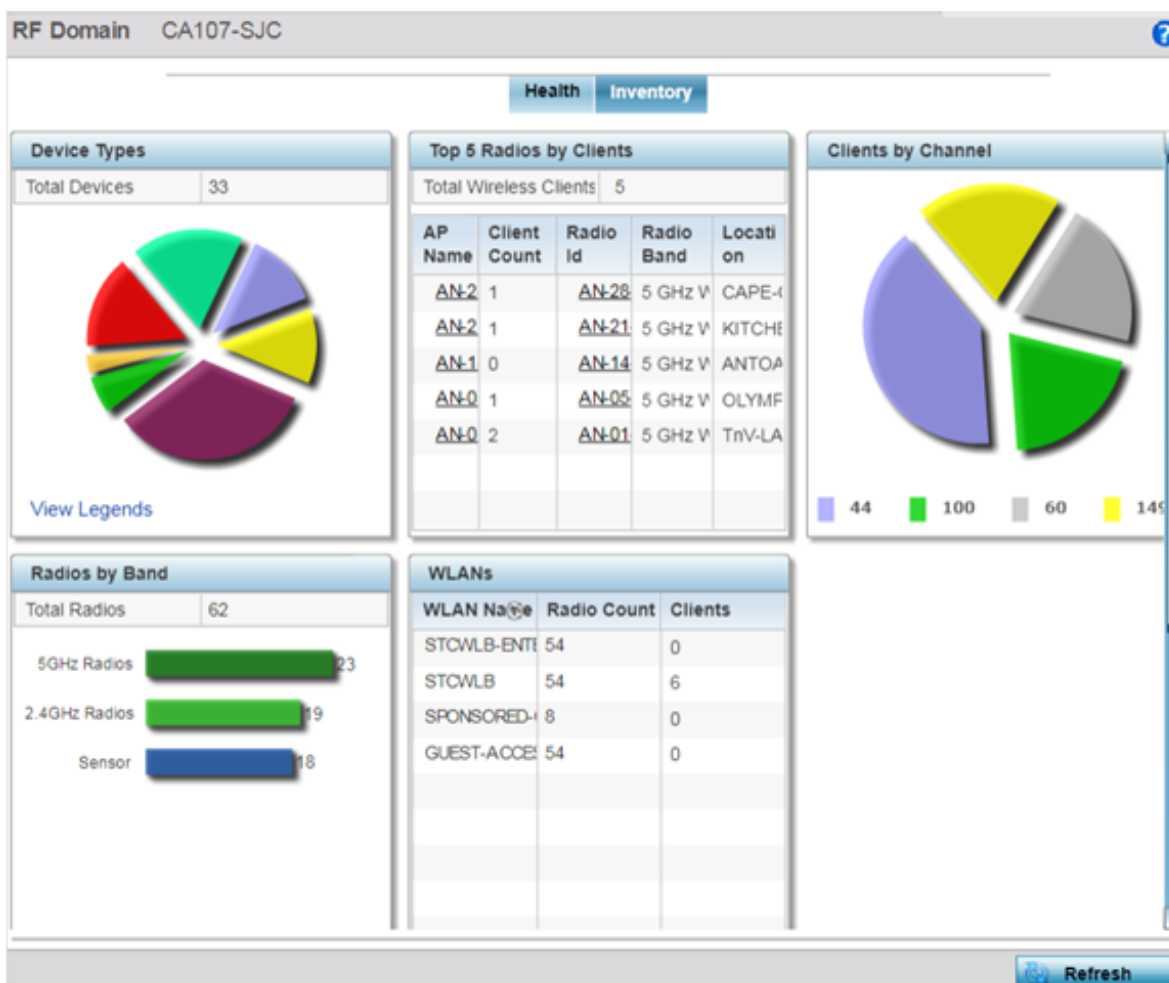 RF Domain CA107-SJC
Health Inventory
Device Types
Total Devices 33
View Legends
Top 5 Radios by Clients
Total Wireless Clients 5
AP Name Client Count Radio Id Radio Band Locati on
AN-2 1 AN-28- 5 GHz W CAPE-
AN-2 1 AN-21- 5 GHz W KITCHE
AN-1 0 AN-14- 5 GHz W ANTOA
AN-0 1 AN-05- 5 GHz W OLYMP
AN-0 2 AN-01- 5 GHz W TnV-LA
Clients by Channel
44 100 60 149
Radios by Band
Total Radios 62
5GHz Radios 23
2.4GHz Radios 19
Sensor 18
WLANs
WLAN Name Radio Count Clients
STCWLB-ENTE 54 0
STCWLB 54 6
SPONSORED- 8 0
GUEST-ACCES 54 0
Refresh